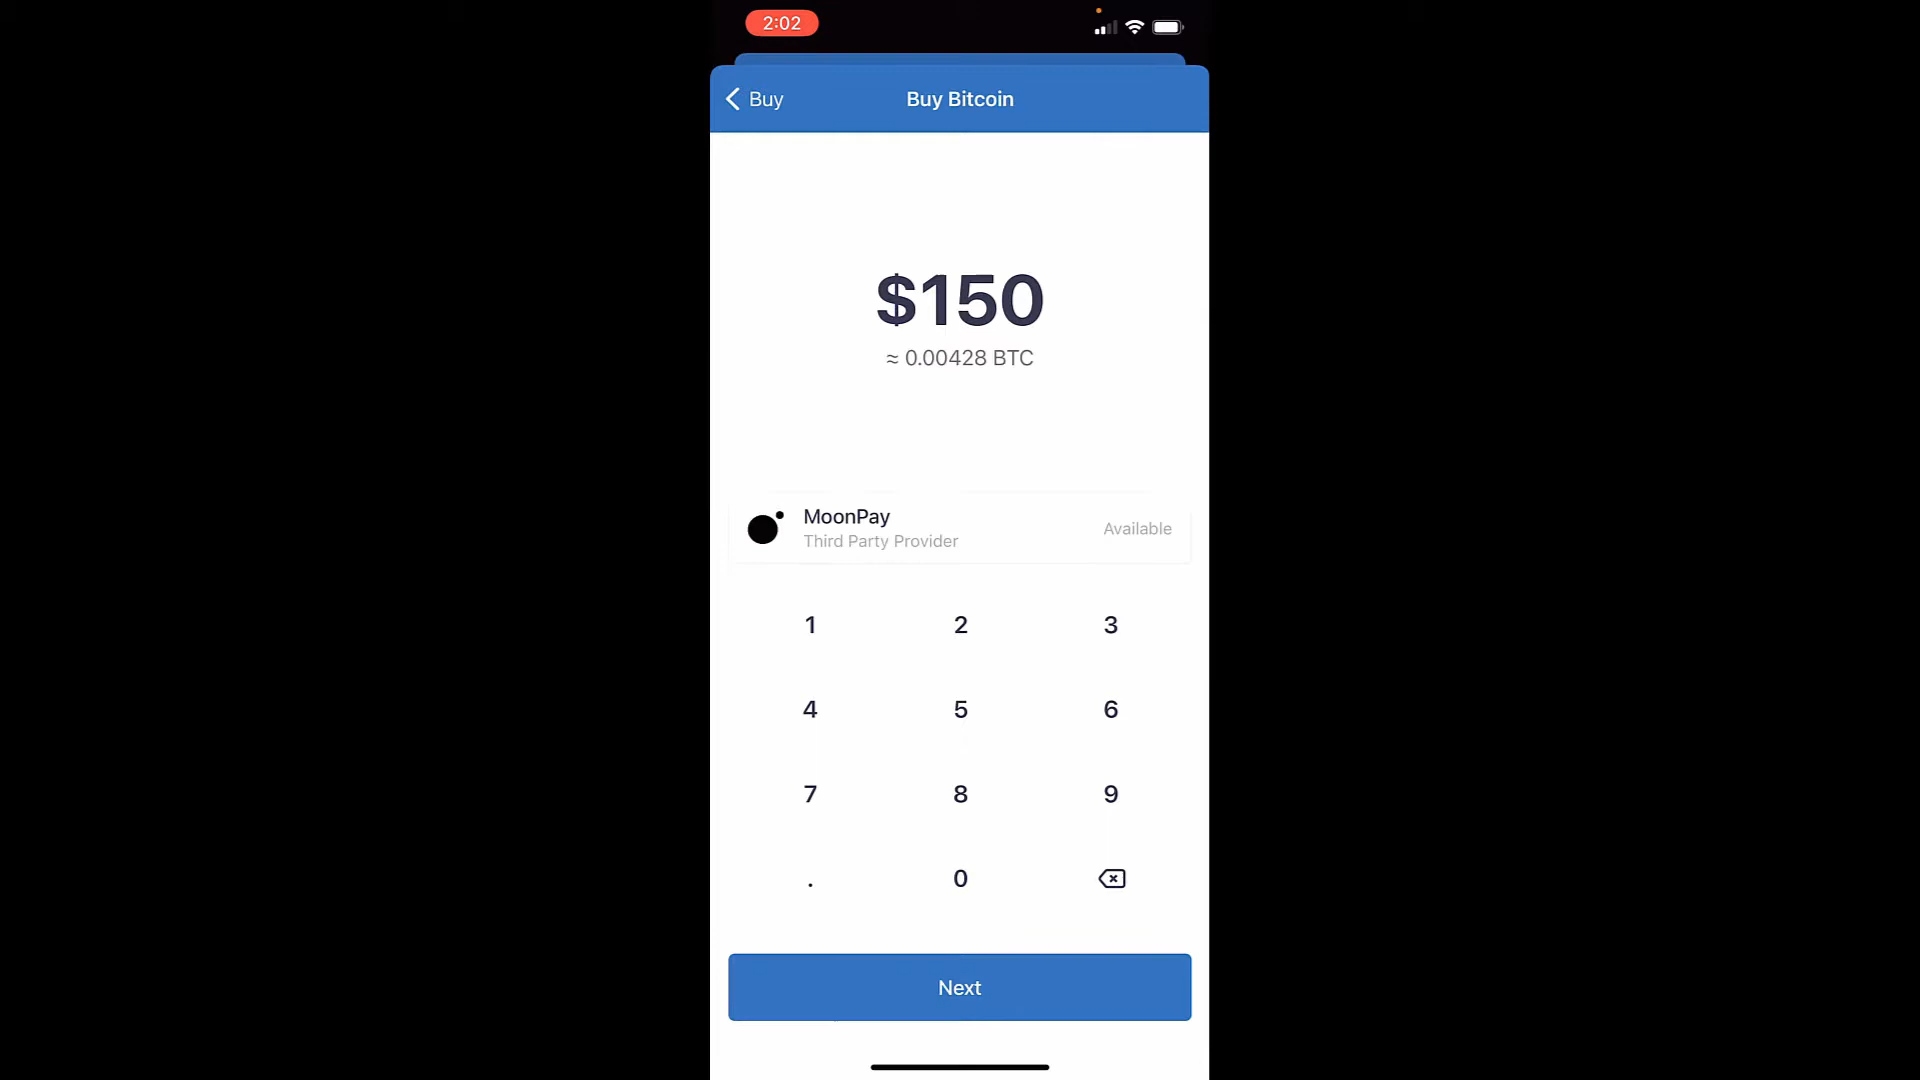 2:02
Buy
Buy Bitcoin
$150
≈ 0.00428 BTC
MoonPay
Third Party Provider
Available
1 2 3
4 5 6
7 8 9
. 0
Next